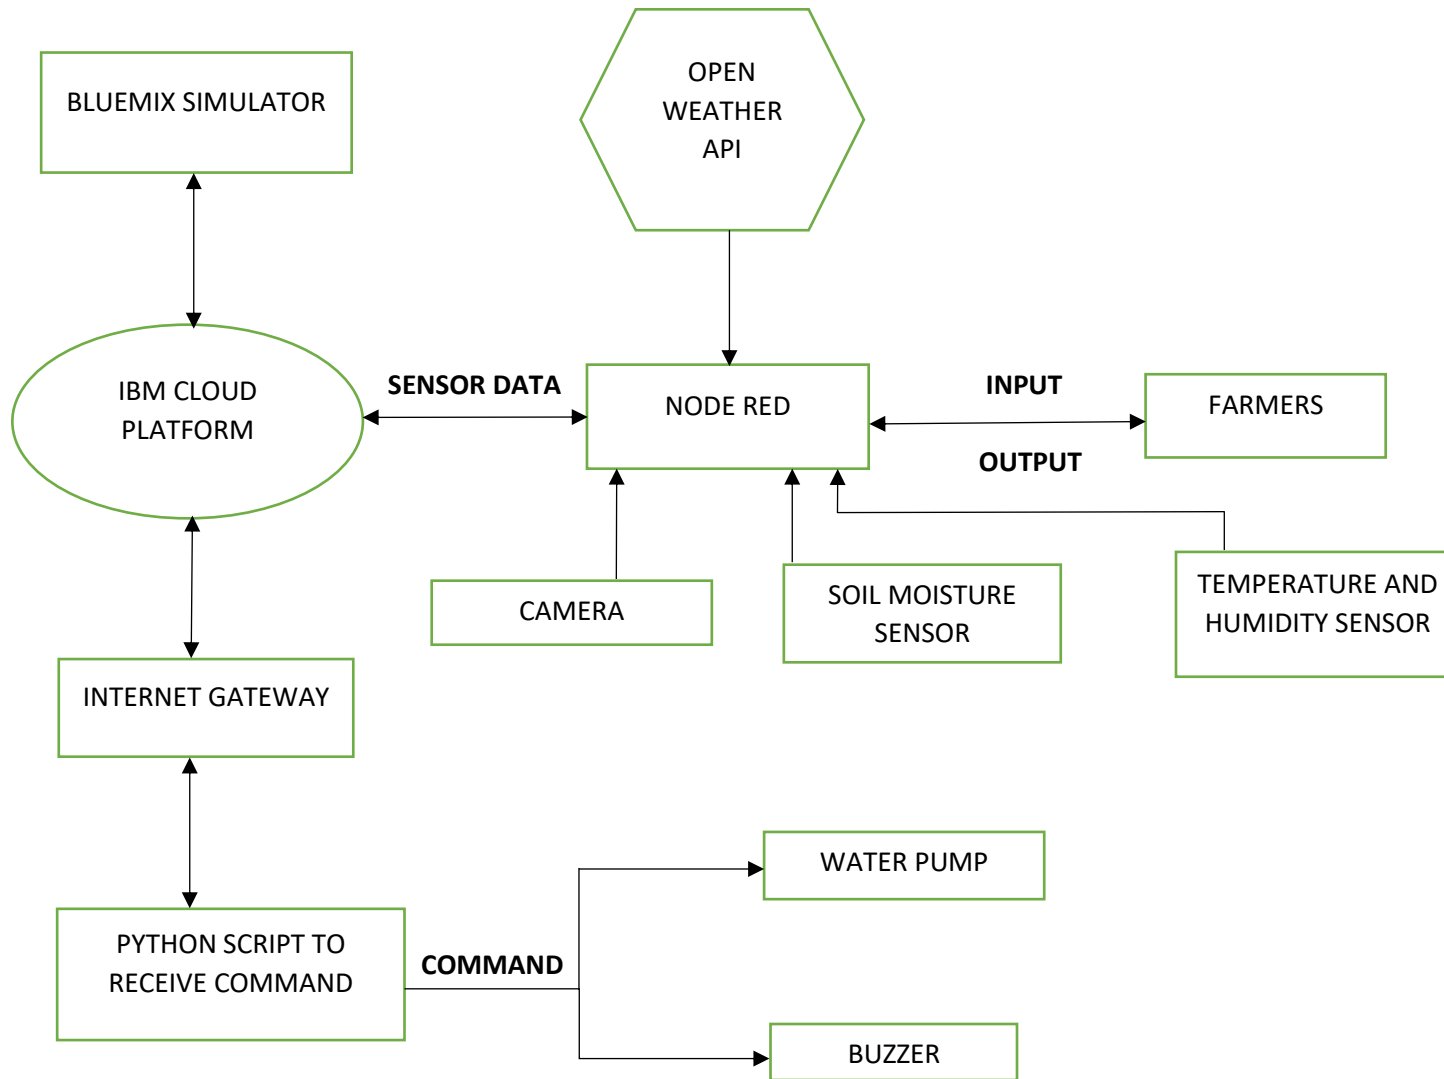 OPEN
WEATHER
API
BLUEMIX SIMULATOR
IBM CLOUD
PLATFORM
SENSOR DATA
NODE RED
INPUT
OUTPUT
FARMERS
CAMERA
SOIL MOISTURE
SENSOR
TEMPERATURE AND
HUMIDITY SENSOR
INTERNET GATEWAY
PYTHON SCRIPT TO
RECEIVE COMMAND
COMMAND
WATER PUMP
BUZZER